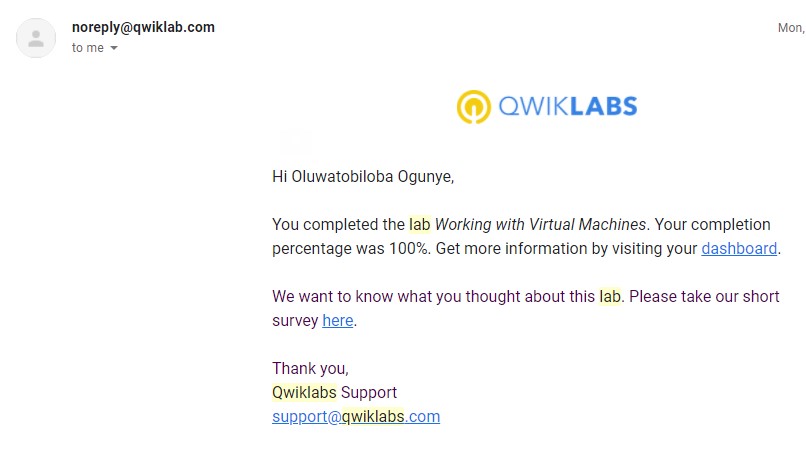 noreply@qwiklab.com
Mon,
to me
QWIKLABS
Hi Oluwatobiloba Ogunye,
You completed the lab Working with Virtual Machines. Your completion
percentage was 100%. Get more information by visiting your dashboard.
We want to know what you thought about this lab. Please take our short
survey here.
Thank you,
Qwiklabs Support
support@qwiklabs.com